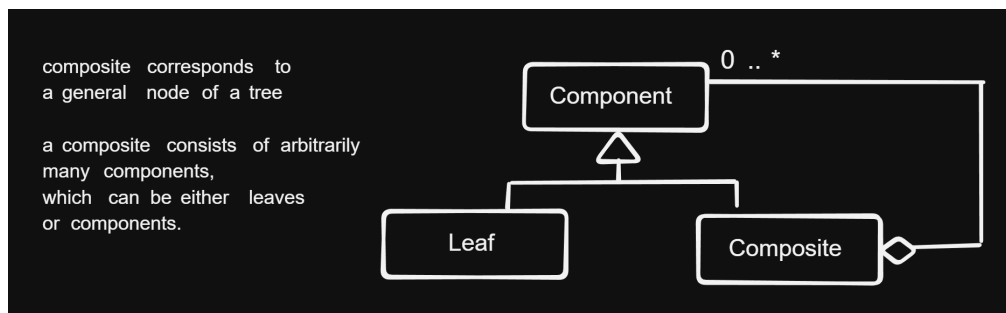 composite corresponds to
a general node of a tree
a composite consists of arbitrarily
many components,
which can be either leaves
or components.
0 .. *
Component
Leaf
Composite